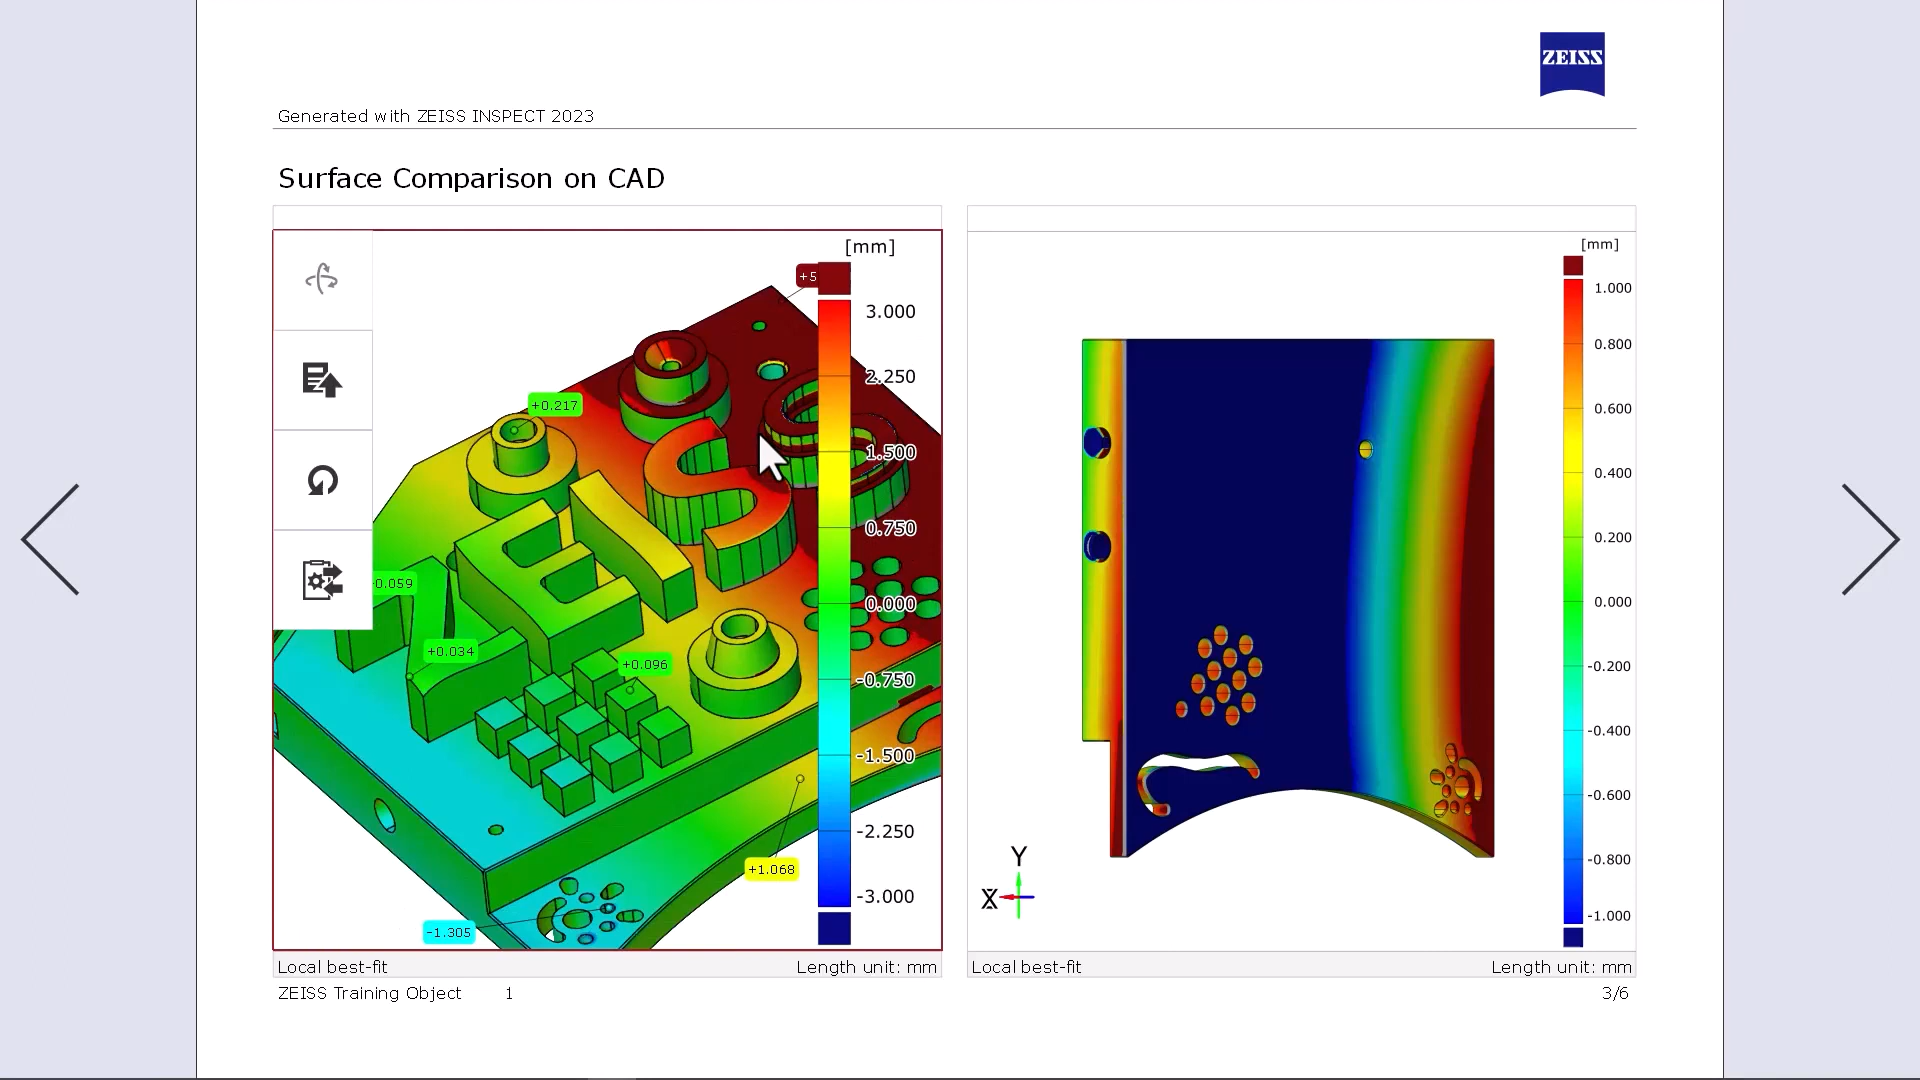 ZEISS
Generated with ZEISS INSPECT 2023
Surface Comparison on CAD
[mm]
+5
3.000
2.250
+0.217
1.500
0.750
0.059
0.000
+0.034
+0.096
-0.750
-1.500
-2.250
+1.068
-3.000
-1.305
ZEISS
Local best-fit
Length unit: mm
[mm]
1.000
0.800
0.600
0.400
0.200
0.000
-0.200
-0.400
-0.600
-0.800
-1.000
Y
X
Z
Local best-fit
Length unit: mm
ZEISS Training Object 1
3/6